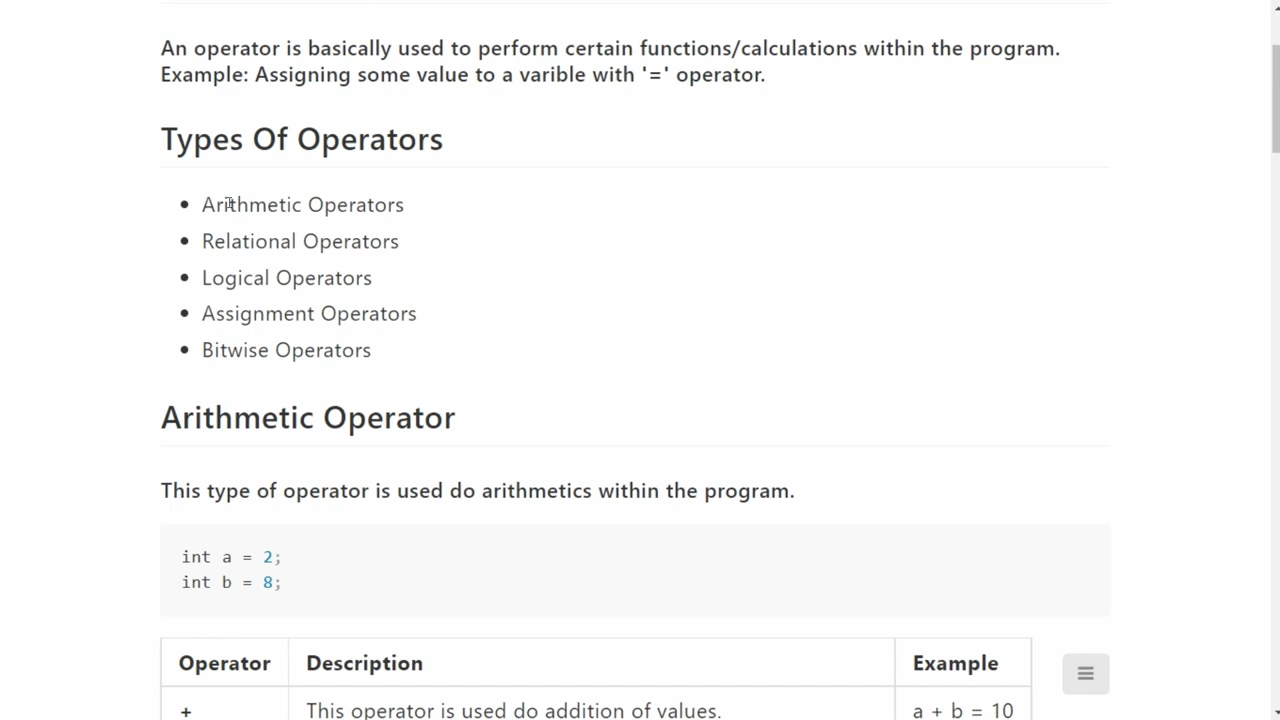 An operator is basically used to perform certain functions/calculations within the program.
Example: Assigning some value to a varible with '=' operator.
Types Of Operators
• Arithmetic Operators
• Relational Operators
• Logical Operators
• Assignment Operators
• Bitwise Operators
Arithmetic Operator
This type of operator is used do arithmetics within the program.
int a = 2;
int b = 8;
Operator Description Example
+ This operator is used do addition of values. a + b = 10